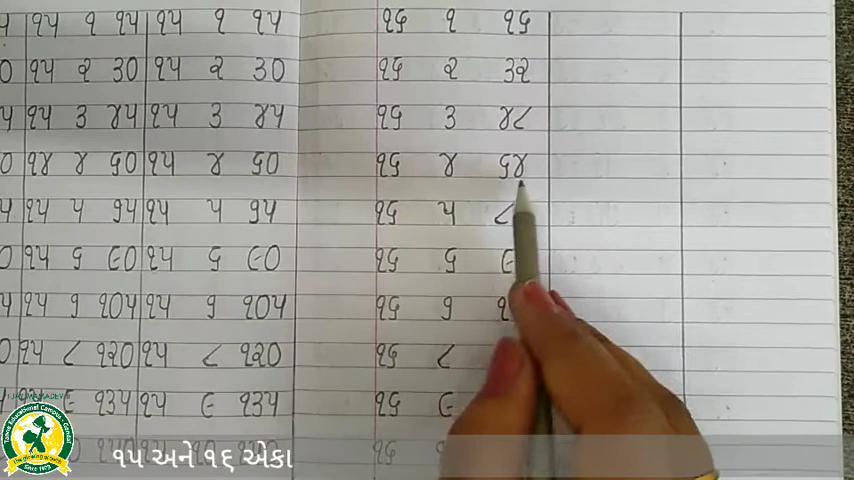 ૧૫ ૧ ૧૫ ૧૫ ૧ ૧૫ ૧૬ ૧ ૧૬
૧૫ ૨ ૩૦ ૧૫ ૨ ૩૦ ૧૬ ૨ ૩૨
૧૫ ૩ ૪૫ ૧૫ ૩ ૪૫ ૧૬ ૩ ૪૮
૧૪ ૪ ૬૦ ૧૫ ૪ ૬૦ ૧૬ ૪ ૬૪
૧૫ ૫ ૭૫ ૧૫ ૫ ૭૫ ૧૬ ૫
૧૫ ૬ ૯૦ ૧૫ ૬ ૯૦ ૧૬ ૬
૧૫ ૭ ૧૦૫ ૧૫ ૭ ૧૦૫ ૧૬ ૭
૧૫ ૮ ૧૨૦ ૧૫ ૮ ૧૨૦ ૧૬ ૮
૯ ૧૩૫ ૧૫ ૯ ૧૩૫ ૧૬ ૯
૧૬
૧૫ અને ૧૬ એકા